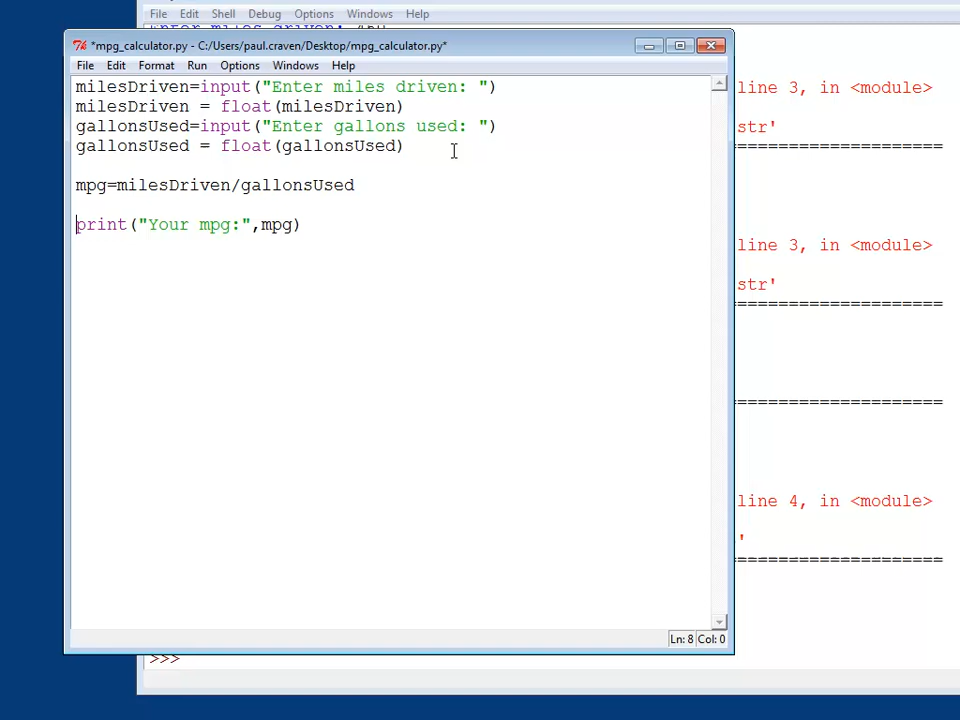 File Edit Shell Debug Options Windows Help
*mpg_calculator.py - C:/Users/paul.craven/Desktop/mpg_calculator.py*
File Edit Format Run Options Windows Help
milesDriven=input("Enter miles driven: ")
milesDriven = float(milesDriven)
gallonsUsed=input("Enter gallons used: ")
gallonsUsed = float(gallonsUsed)
mpg=milesDriven/gallonsUsed
print("Your mpg:",mpg)
Ln: 8 Col: 0
line 3, in <module>
str'
====================
line 3, in <module>
str'
====================
====================
line 4, in <module>
'
====================
>>>